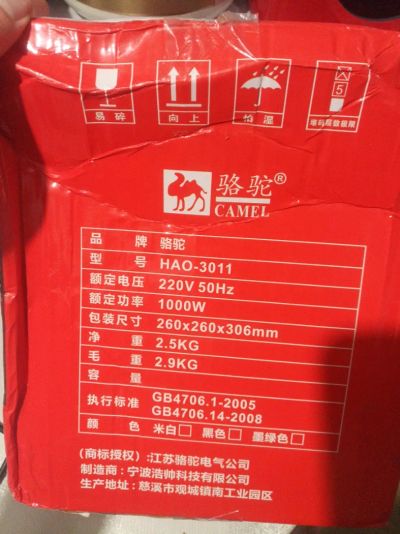 5
易碎
向上
怕湿
堆码层数极限
骆驼®
CAMEL
品牌 骆驼
型号 HAO-3011
额定电压 220V 50Hz
额定功率 1000W
包装尺寸 260x260x306mm
净重 2.5KG
毛重 2.9KG
容量
执行标准 GB4706.1-2005
GB4706.14-2008
颜色 米白□ 黑色□ 墨绿色□
(商标授权):江苏骆驼电气公司
制造商:宁波浩帅科技有限公司
生产地址:慈溪市观城镇南工业园区